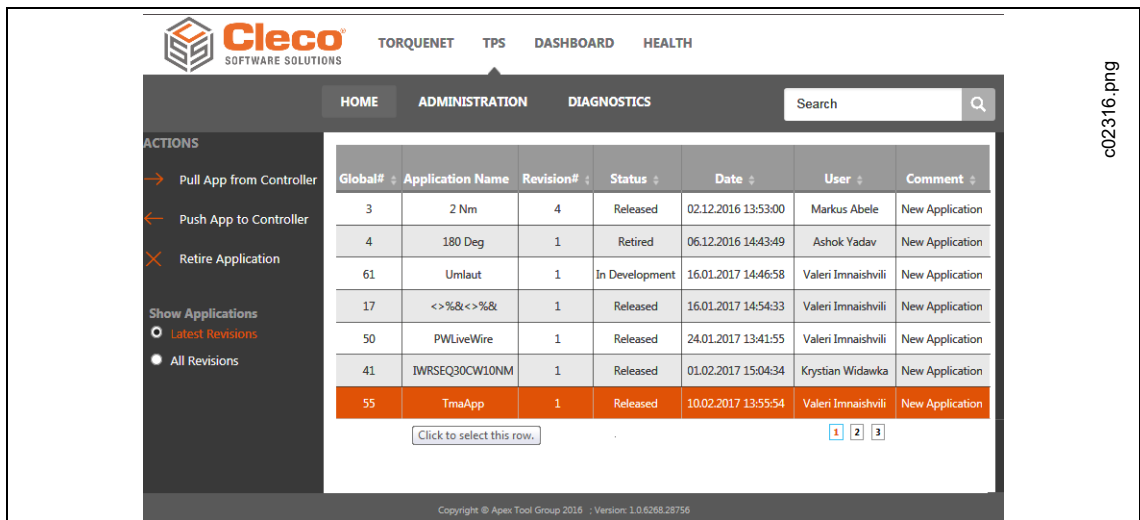 Cleco®
SOFTWARE SOLUTIONS
TORQUENET TPS DASHBOARD HEALTH
HOME ADMINISTRATION DIAGNOSTICS Search
ACTIONS
Pull App from Controller
Push App to Controller
Retire Application
Show Applications
Latest Revisions
All Revisions
Global# Application Name Revision# Status Date User Comment
3 2 Nm 4 Released 02.12.2016 13:53:00 Markus Abele New Application
4 180 Deg 1 Retired 06.12.2016 14:43:49 Ashok Yadav New Application
61 Umlaut 1 In Development 16.01.2017 14:46:58 Valeri Imnaishvili New Application
17 <>%&<>%& 1 Released 16.01.2017 14:54:33 Valeri Imnaishvili New Application
50 PWLiveWire 1 Released 24.01.2017 13:41:55 Valeri Imnaishvili New Application
41 IWRSEQ30CW10NM 1 Released 01.02.2017 15:04:34 Krystian Widawka New Application
55 TmaApp 1 Released 10.02.2017 13:55:54 Valeri Imnaishvili New Application
Click to select this row. 1 2 3
Copyright © Apex Tool Group 2016 ; Version: 1.0.6268.28756
c02316.png